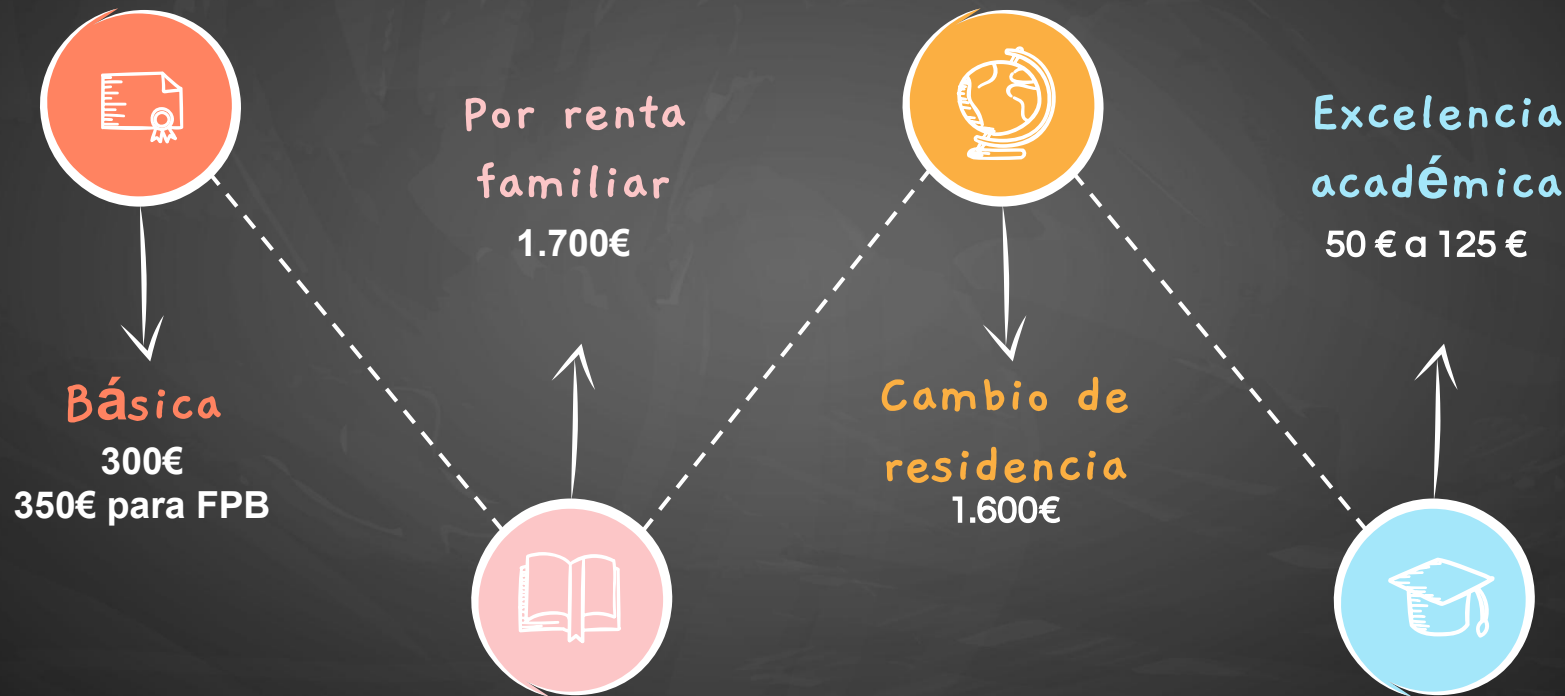 Básica
300€
350€ para FPB
Por renta
familiar
1.700€
Cambio de
residencia
1.600€
Excelencia
académica
50 € a 125 €